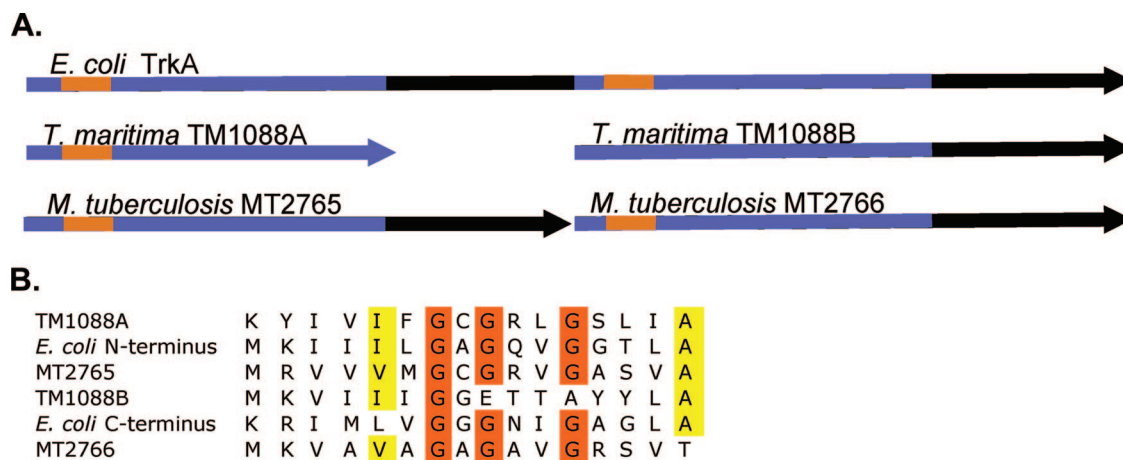 A.
E. coli TrkA
T. maritima TM1088A T. maritima TM1088B
M. tuberculosis MT2765 M. tuberculosis MT2766
B.
TM1088A K Y I V I F G C G R L G S L I A
E. coli N-terminus M K I I I L G A G Q V G G T L A
MT2765 M R V V V M G C G R V G A S V A
TM1088B M K V I I I G G E T T A Y Y L A
E. coli C-terminus K R I M L V G G G N I G A G L A
MT2766 M K V A V A G A G A V G R S V T